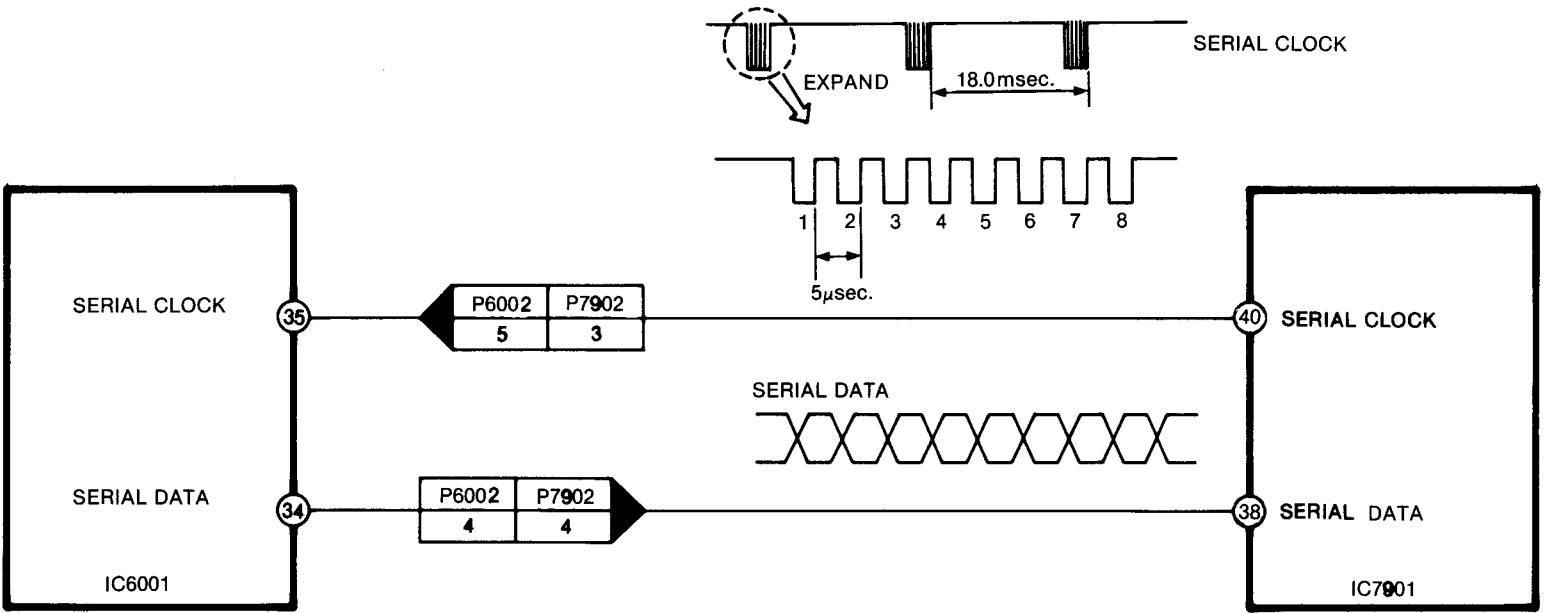 SERIAL CLOCK
EXPAND
18.0msec.
1 2 3 4 5 6 7 8
5μsec.
SERIAL CLOCK
35
P6002 P7902
5 3
40
SERIAL CLOCK
SERIAL DATA
SERIAL DATA
34
P6002 P7902
4 4
38
SERIAL DATA
IC6001
IC7901